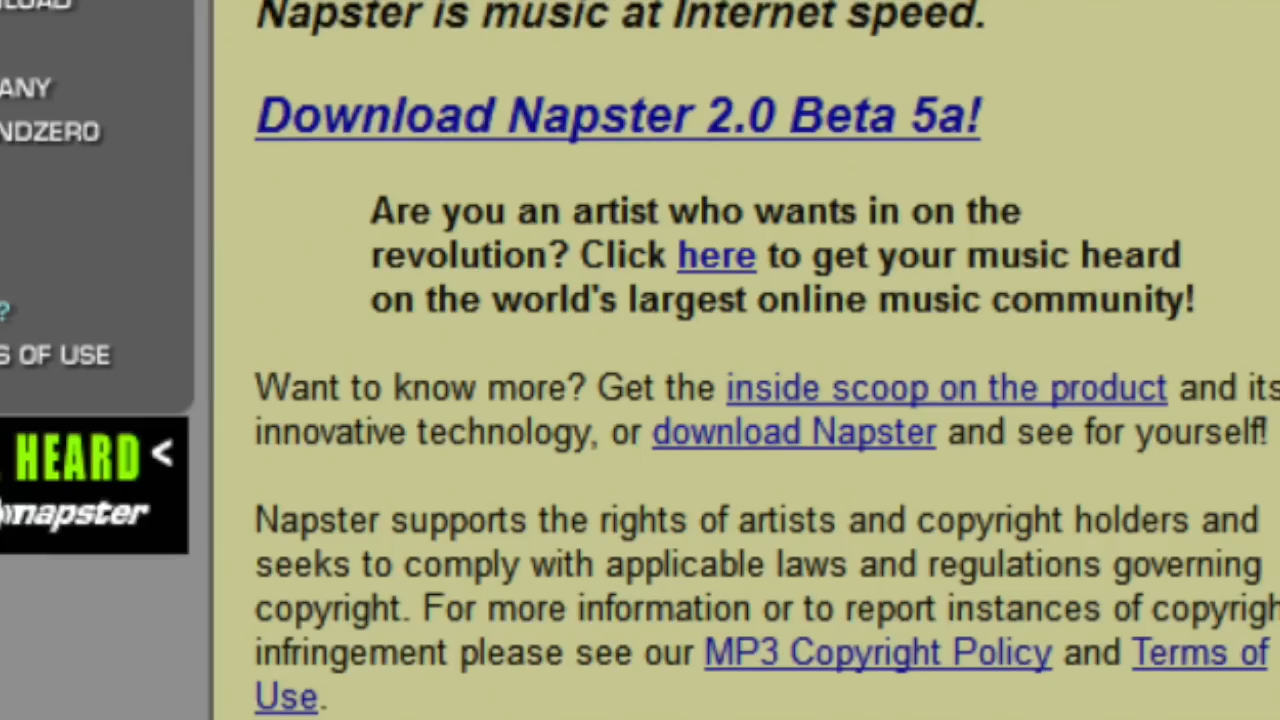 Napster is music at Internet speed.
Download Napster 2.0 Beta 5a!
Are you an artist who wants in on the
revolution? Click here to get your music heard
on the world's largest online music community!
Want to know more? Get the inside scoop on the product and its
innovative technology, or download Napster and see for yourself!
Napster supports the rights of artists and copyright holders and
seeks to comply with applicable laws and regulations governing
copyright. For more information or to report instances of copyrigh
infringement please see our MP3 Copyright Policy and Terms of
Use.
ANY
NDZERO
?
S OF USE
HEARD <
napster